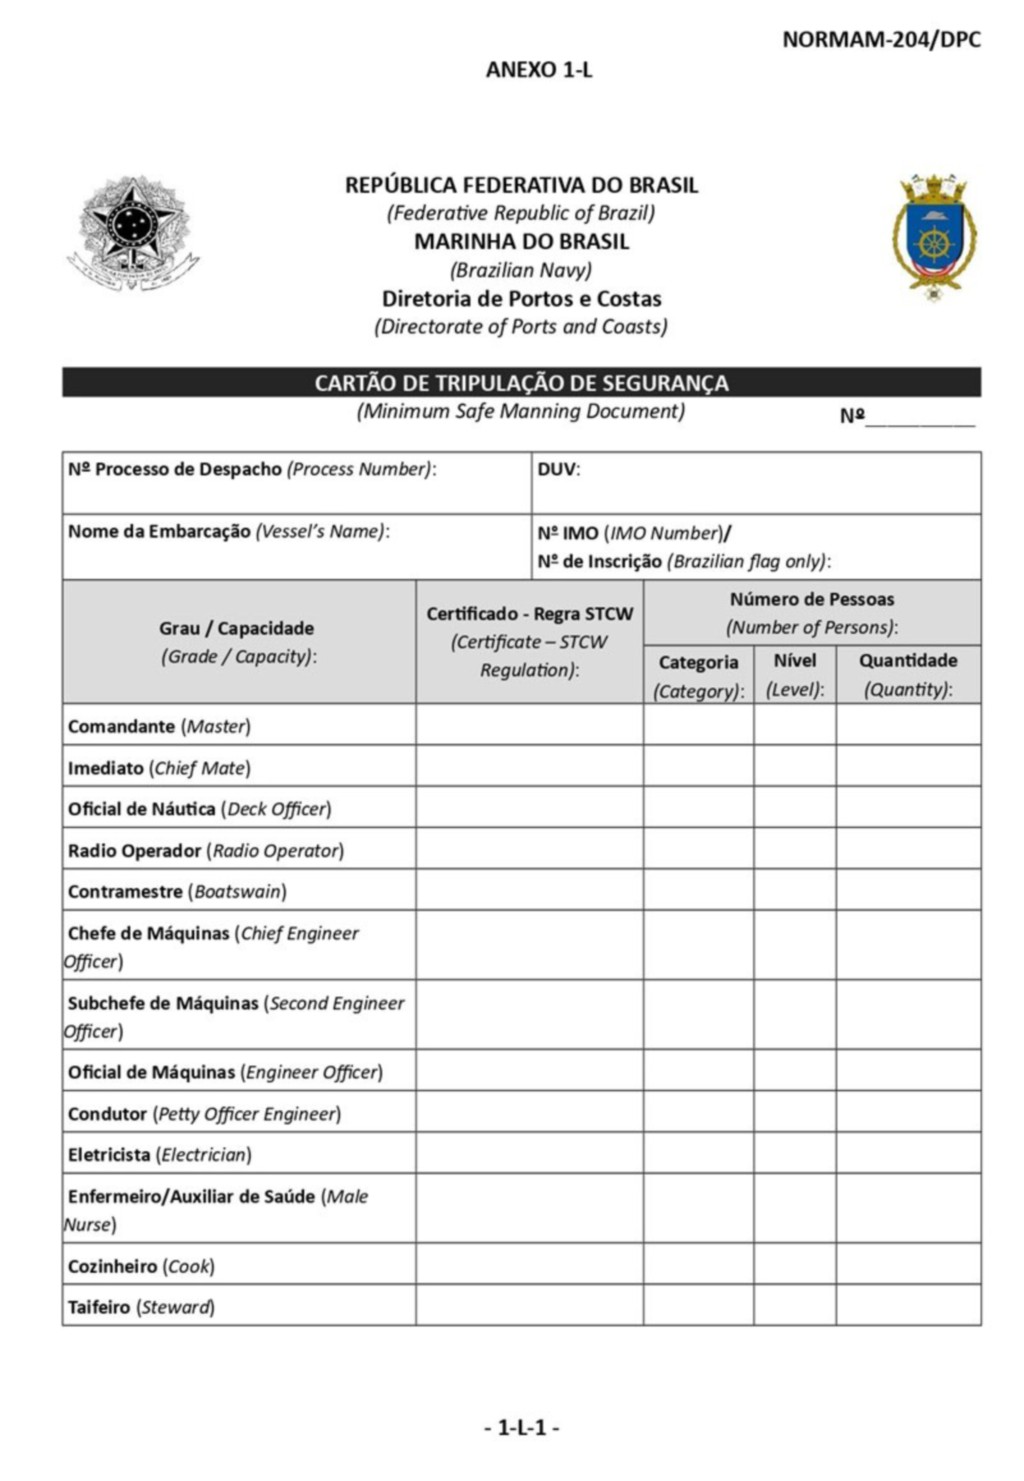 NORMAM-204/DPC
ANEXO 1-L
REPÚBLICA FEDERATIVA DO BRASIL
(Federative Republic of Brazil)
MARINHA DO BRASIL
(Brazilian Navy)
Diretoria de Portos e Costas
(Directorate of Ports and Coasts)
CARTÃO DE TRIPULAÇÃO DE SEGURANÇA
(Minimum Safe Manning Document)
Nº__________
Nº Processo de Despacho (Process Number):
DUV:
Nome da Embarcação (Vessel's Name):
Nº IMO (IMO Number)/
Nº de Inscrição (Brazilian flag only):
Grau / Capacidade
(Grade / Capacity):
Certificado - Regra STCW
(Certificate – STCW
Regulation):
Número de Pessoas
(Number of Persons):
Categoria
(Category):
Nível
(Level):
Quantidade
(Quantity):
Comandante (Master)
Imediato (Chief Mate)
Oficial de Náutica (Deck Officer)
Radio Operador (Radio Operator)
Contramestre (Boatswain)
Chefe de Máquinas (Chief Engineer
Officer)
Subchefe de Máquinas (Second Engineer
Officer)
Oficial de Máquinas (Engineer Officer)
Condutor (Petty Officer Engineer)
Eletricista (Electrician)
Enfermeiro/Auxiliar de Saúde (Male
Nurse)
Cozinheiro (Cook)
Taifeiro (Steward)
- 1-L-1 -